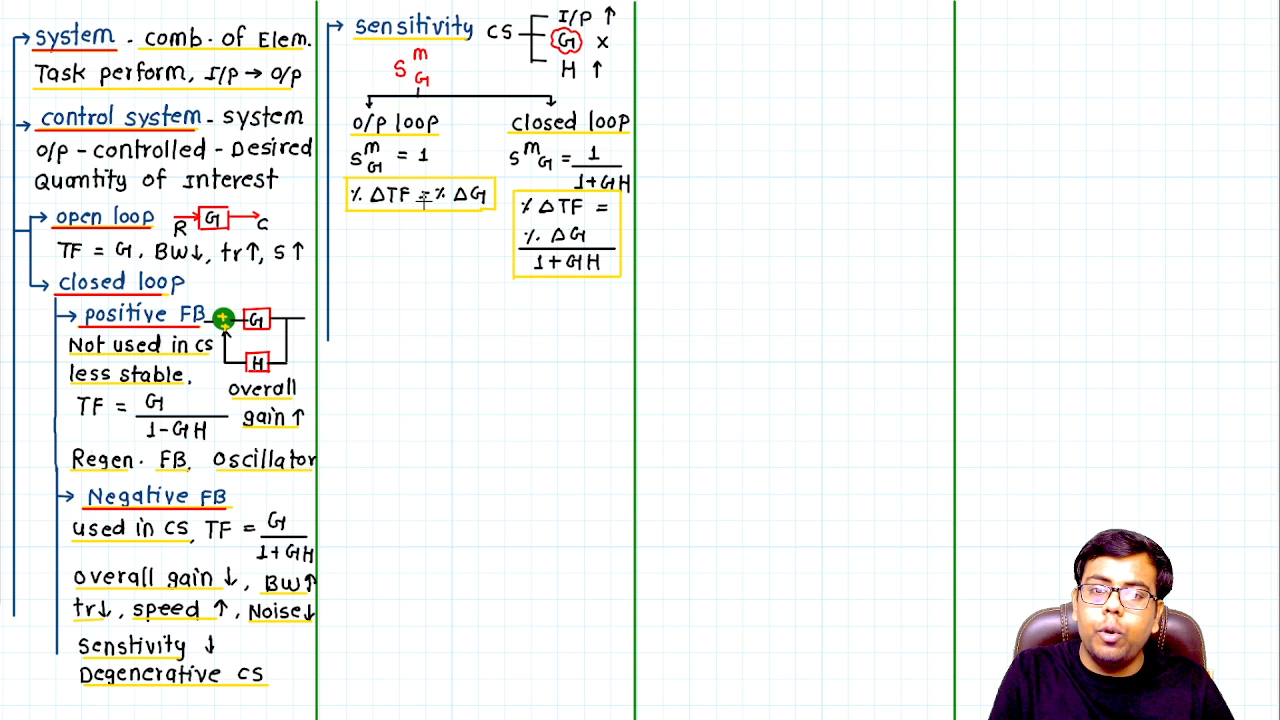 system - comb. of Elem.
Task perform, I/p → o/p
control system - system
o/p - controlled - Desired
Quantity of Interest
open loop R G C
TF = G, BW↓, tr↑, S↑
closed loop
positive FB + + G
Not used in cs H
less stable.
overall
gain ↑
TF = G
1-GH
Regen. FB, Oscillator
Negative FB
used in CS, TF = G
1+GH
overall gain ↓, BW↑
tr↓, speed ↑, Noise↓
Senstivity ↓
Degenerative cs
sensitivity CS
I/P ↑
G x
H ↑
S m G
o/p loop
S m G = 1
% ΔTF = % ΔG
closed loop
S m G = 1
1+GH
% ΔTF =
% ΔG
1+GH